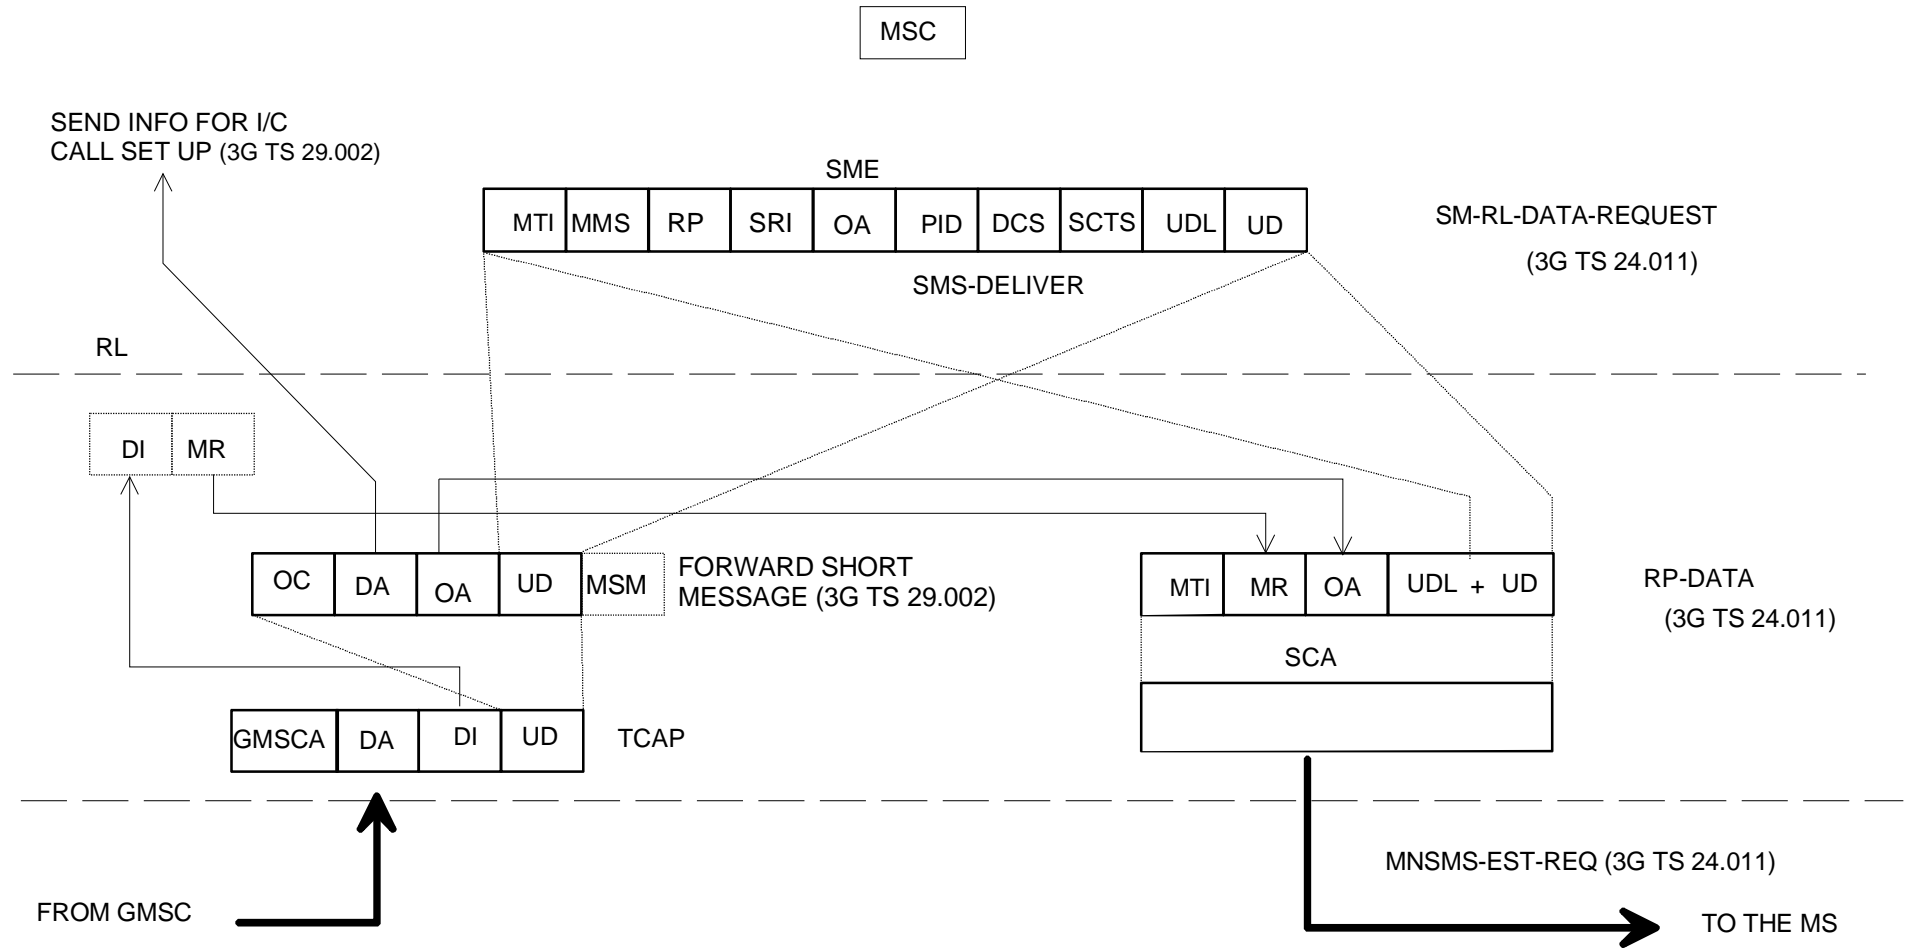 MSC
SEND INFO FOR I/C
CALL SET UP (3G TS 29.002)
SME
MTI MMS RP SRI OA PID DCS SCTS UDL UD
SM-RL-DATA-REQUEST
(3G TS 24.011)
SMS-DELIVER
RL
DI MR
OC DA OA UD MSM
FORWARD SHORT
MESSAGE (3G TS 29.002)
MTI MR OA UDL + UD
RP-DATA
(3G TS 24.011)
SCA
GMSCA DA DI UD
TCAP
MNSMS-EST-REQ (3G TS 24.011)
FROM GMSC
TO THE MS